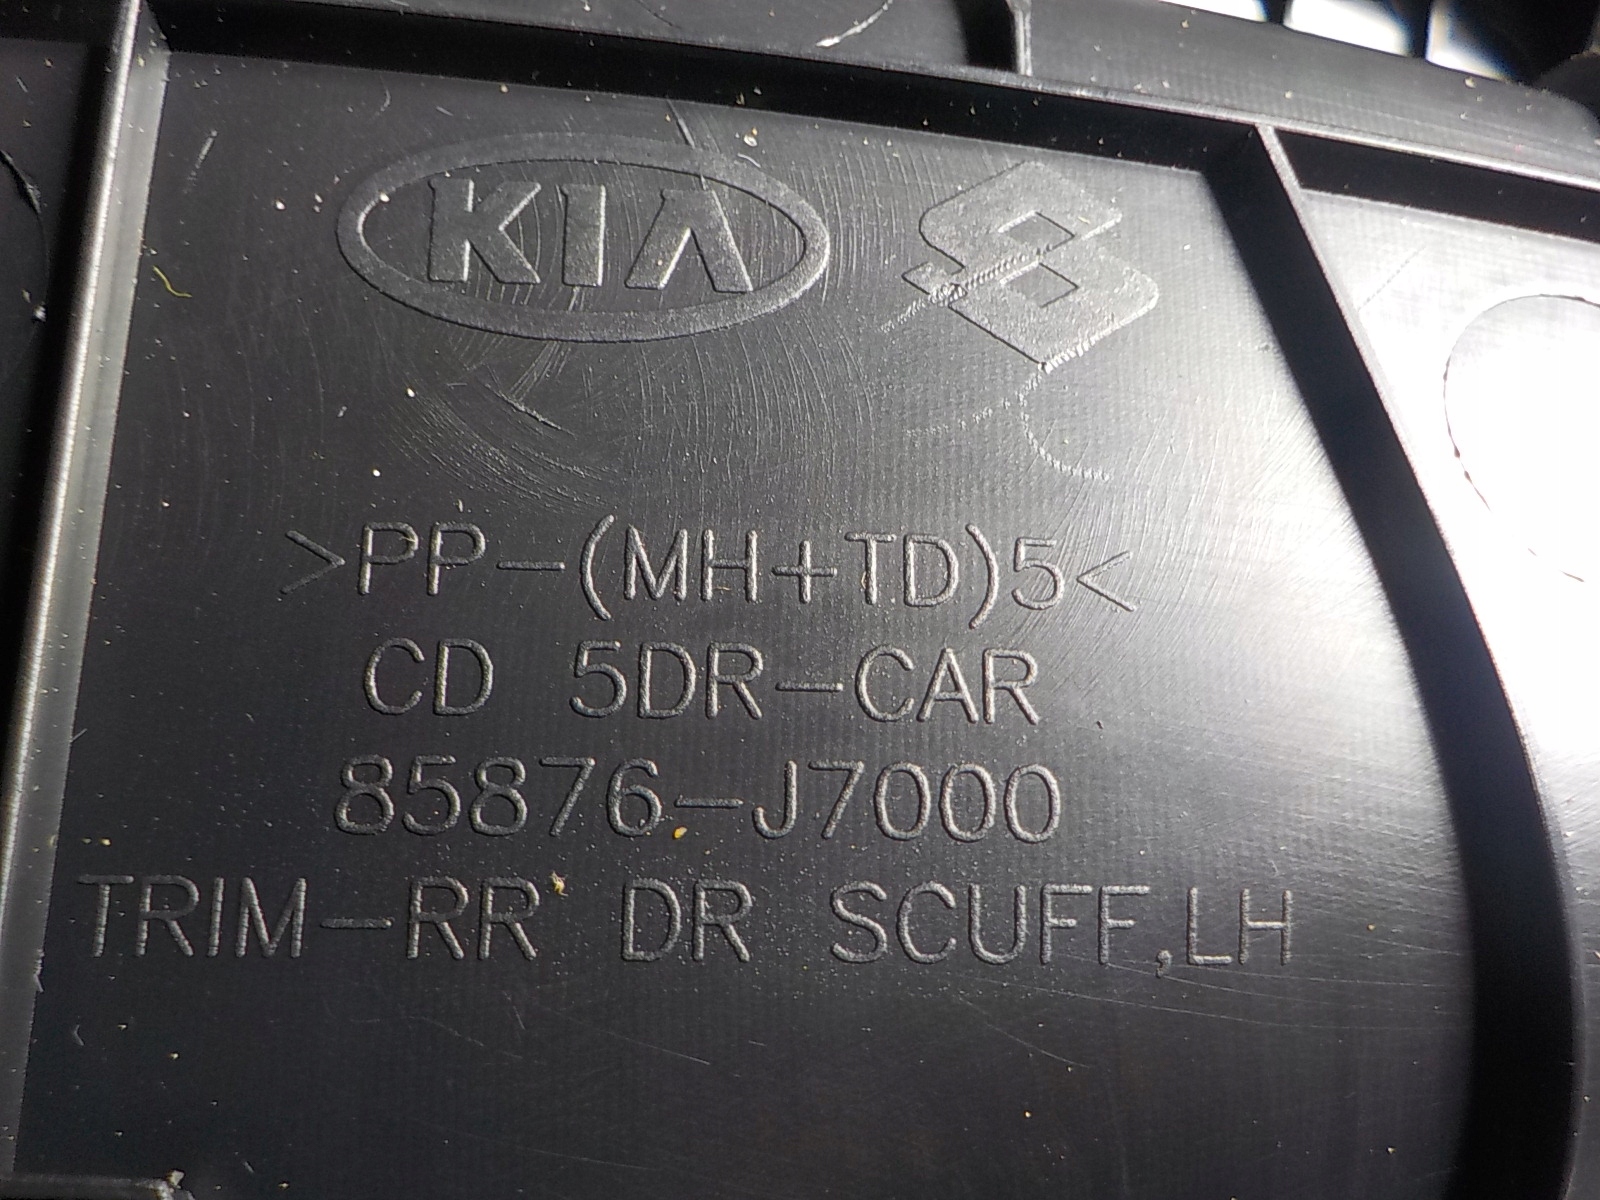 KIA
>PP-(MH+TD)5<
CD 5DR-CAR
85876-J7000
TRIM-RR DR SCUFF,LH